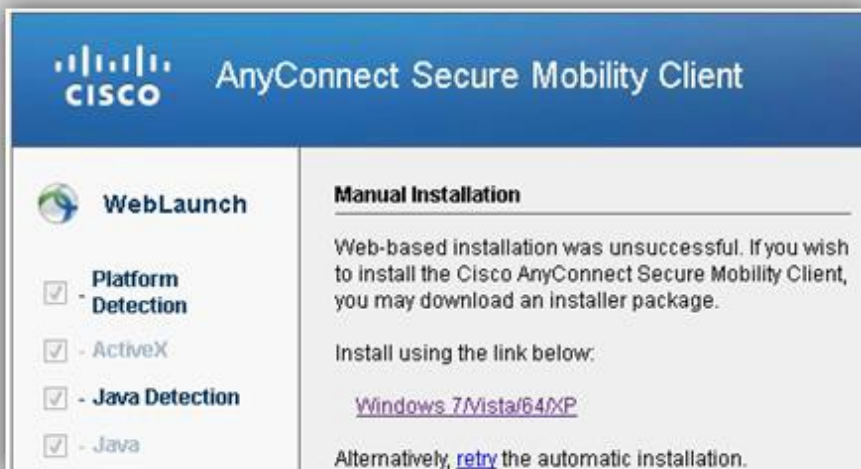 CISCO
AnyConnect Secure Mobility Client
WebLaunch
- Platform
Detection
- ActiveX
- Java Detection
- Java
Manual Installation
Web-based installation was unsuccessful. If you wish
to install the Cisco AnyConnect Secure Mobility Client,
you may download an installer package.
Install using the link below:
Windows 7/Vista/64/XP
Alternatively, retry the automatic installation.